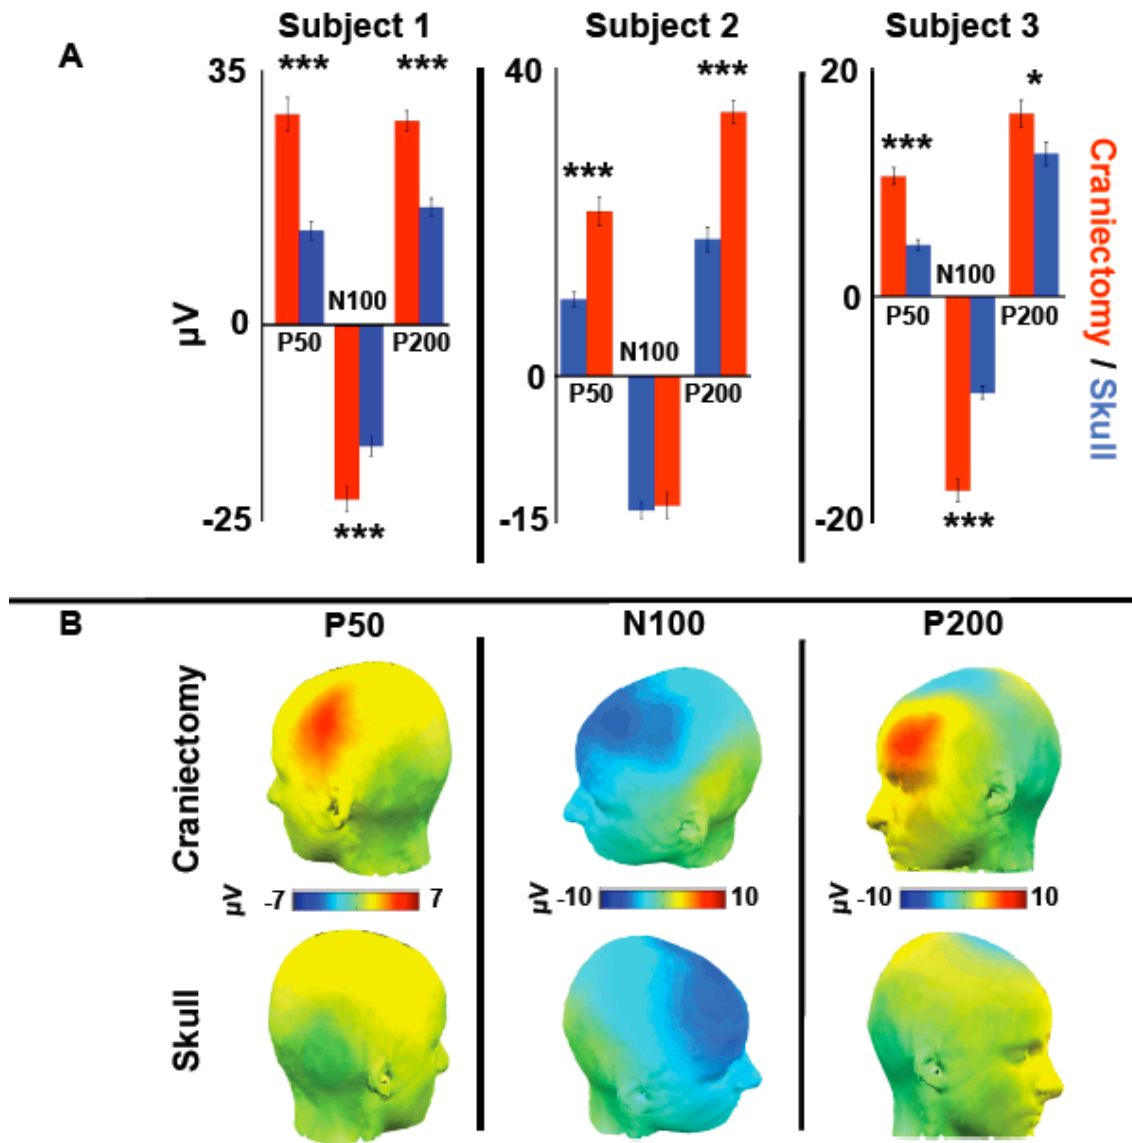 A
Subject 1
Subject 2
Subject 3
35
***
***
µV
0
P50
N100
P200
-25
***
40
***
***
0
P50
N100
P200
-15
20
***
*
0
P50
N100
P200
-20
***
Craniectomy / Skull
B
P50
N100
P200
Craniectomy
µV -7 7
µV -10 10
µV -10 10
Skull